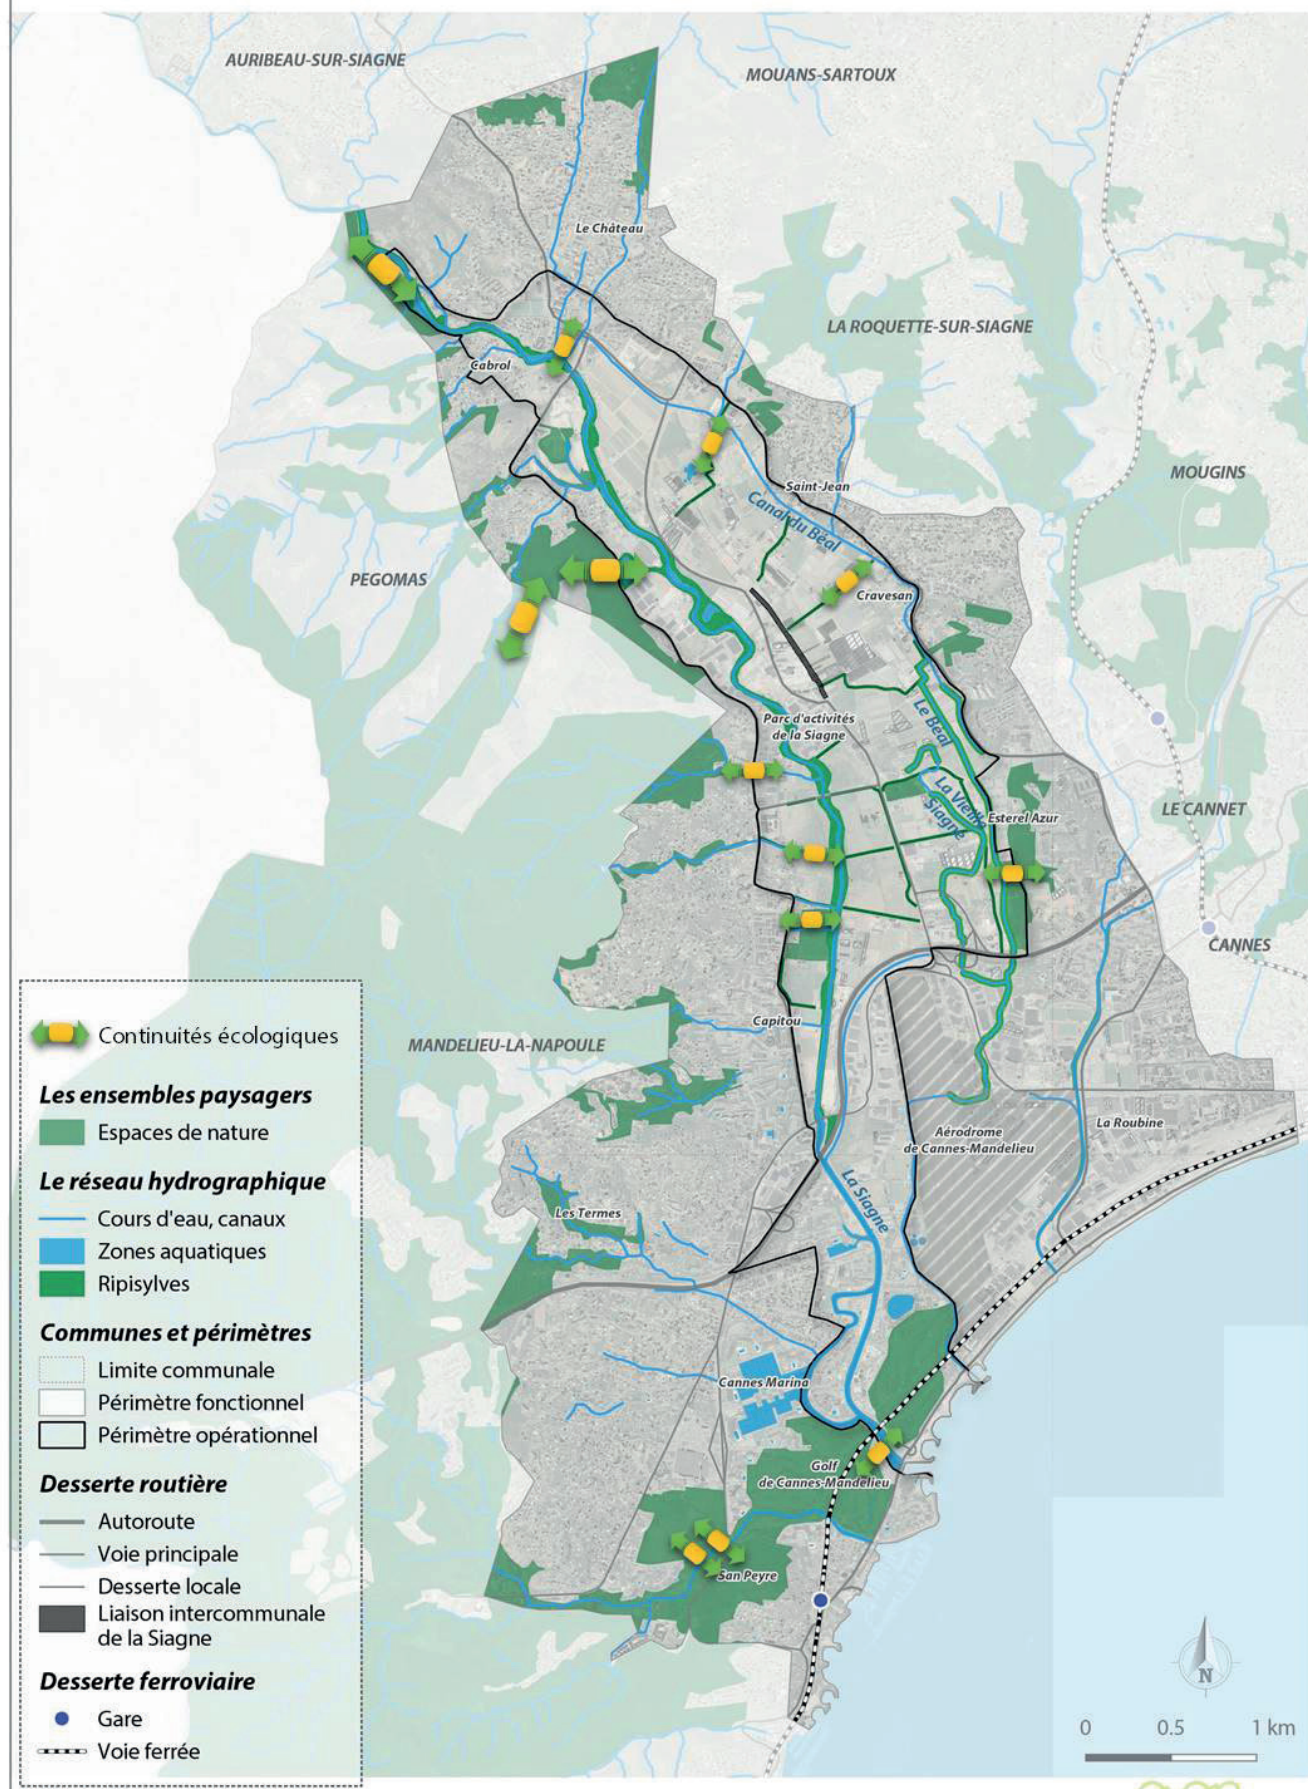 AURIBEAU-SUR-SIAGNE
MOUANS-SARTOUX
Le Château
LA ROQUETTE-SUR-SIAGNE
Cabrol
MOUGINS
Saint-Jean
Canal du Béal
PEGOMAS
Cravesan
Parc d'activités
de la Siagne
Le Béal
La Vieille
Siagne
Esterel Azur
LE CANNET
CANNES
Capitou
MANDELIEU-LA-NAPOULE
Aérodrome
de Cannes-Mandelieu
La Roubine
La Siagne
Les Termes
Cannes Marina
Golf
de Cannes-Mandelieu
San Peyre
Continuités écologiques
Les ensembles paysagers
Espaces de nature
Le réseau hydrographique
Cours d'eau, canaux
Zones aquatiques
Ripisylves
Communes et périmètres
Limite communale
Périmètre fonctionnel
Périmètre opérationnel
Desserte routière
Autoroute
Voie principale
Desserte locale
Liaison intercommunale
de la Siagne
Desserte ferroviaire
Gare
Voie ferrée
N
0 0.5 1 km